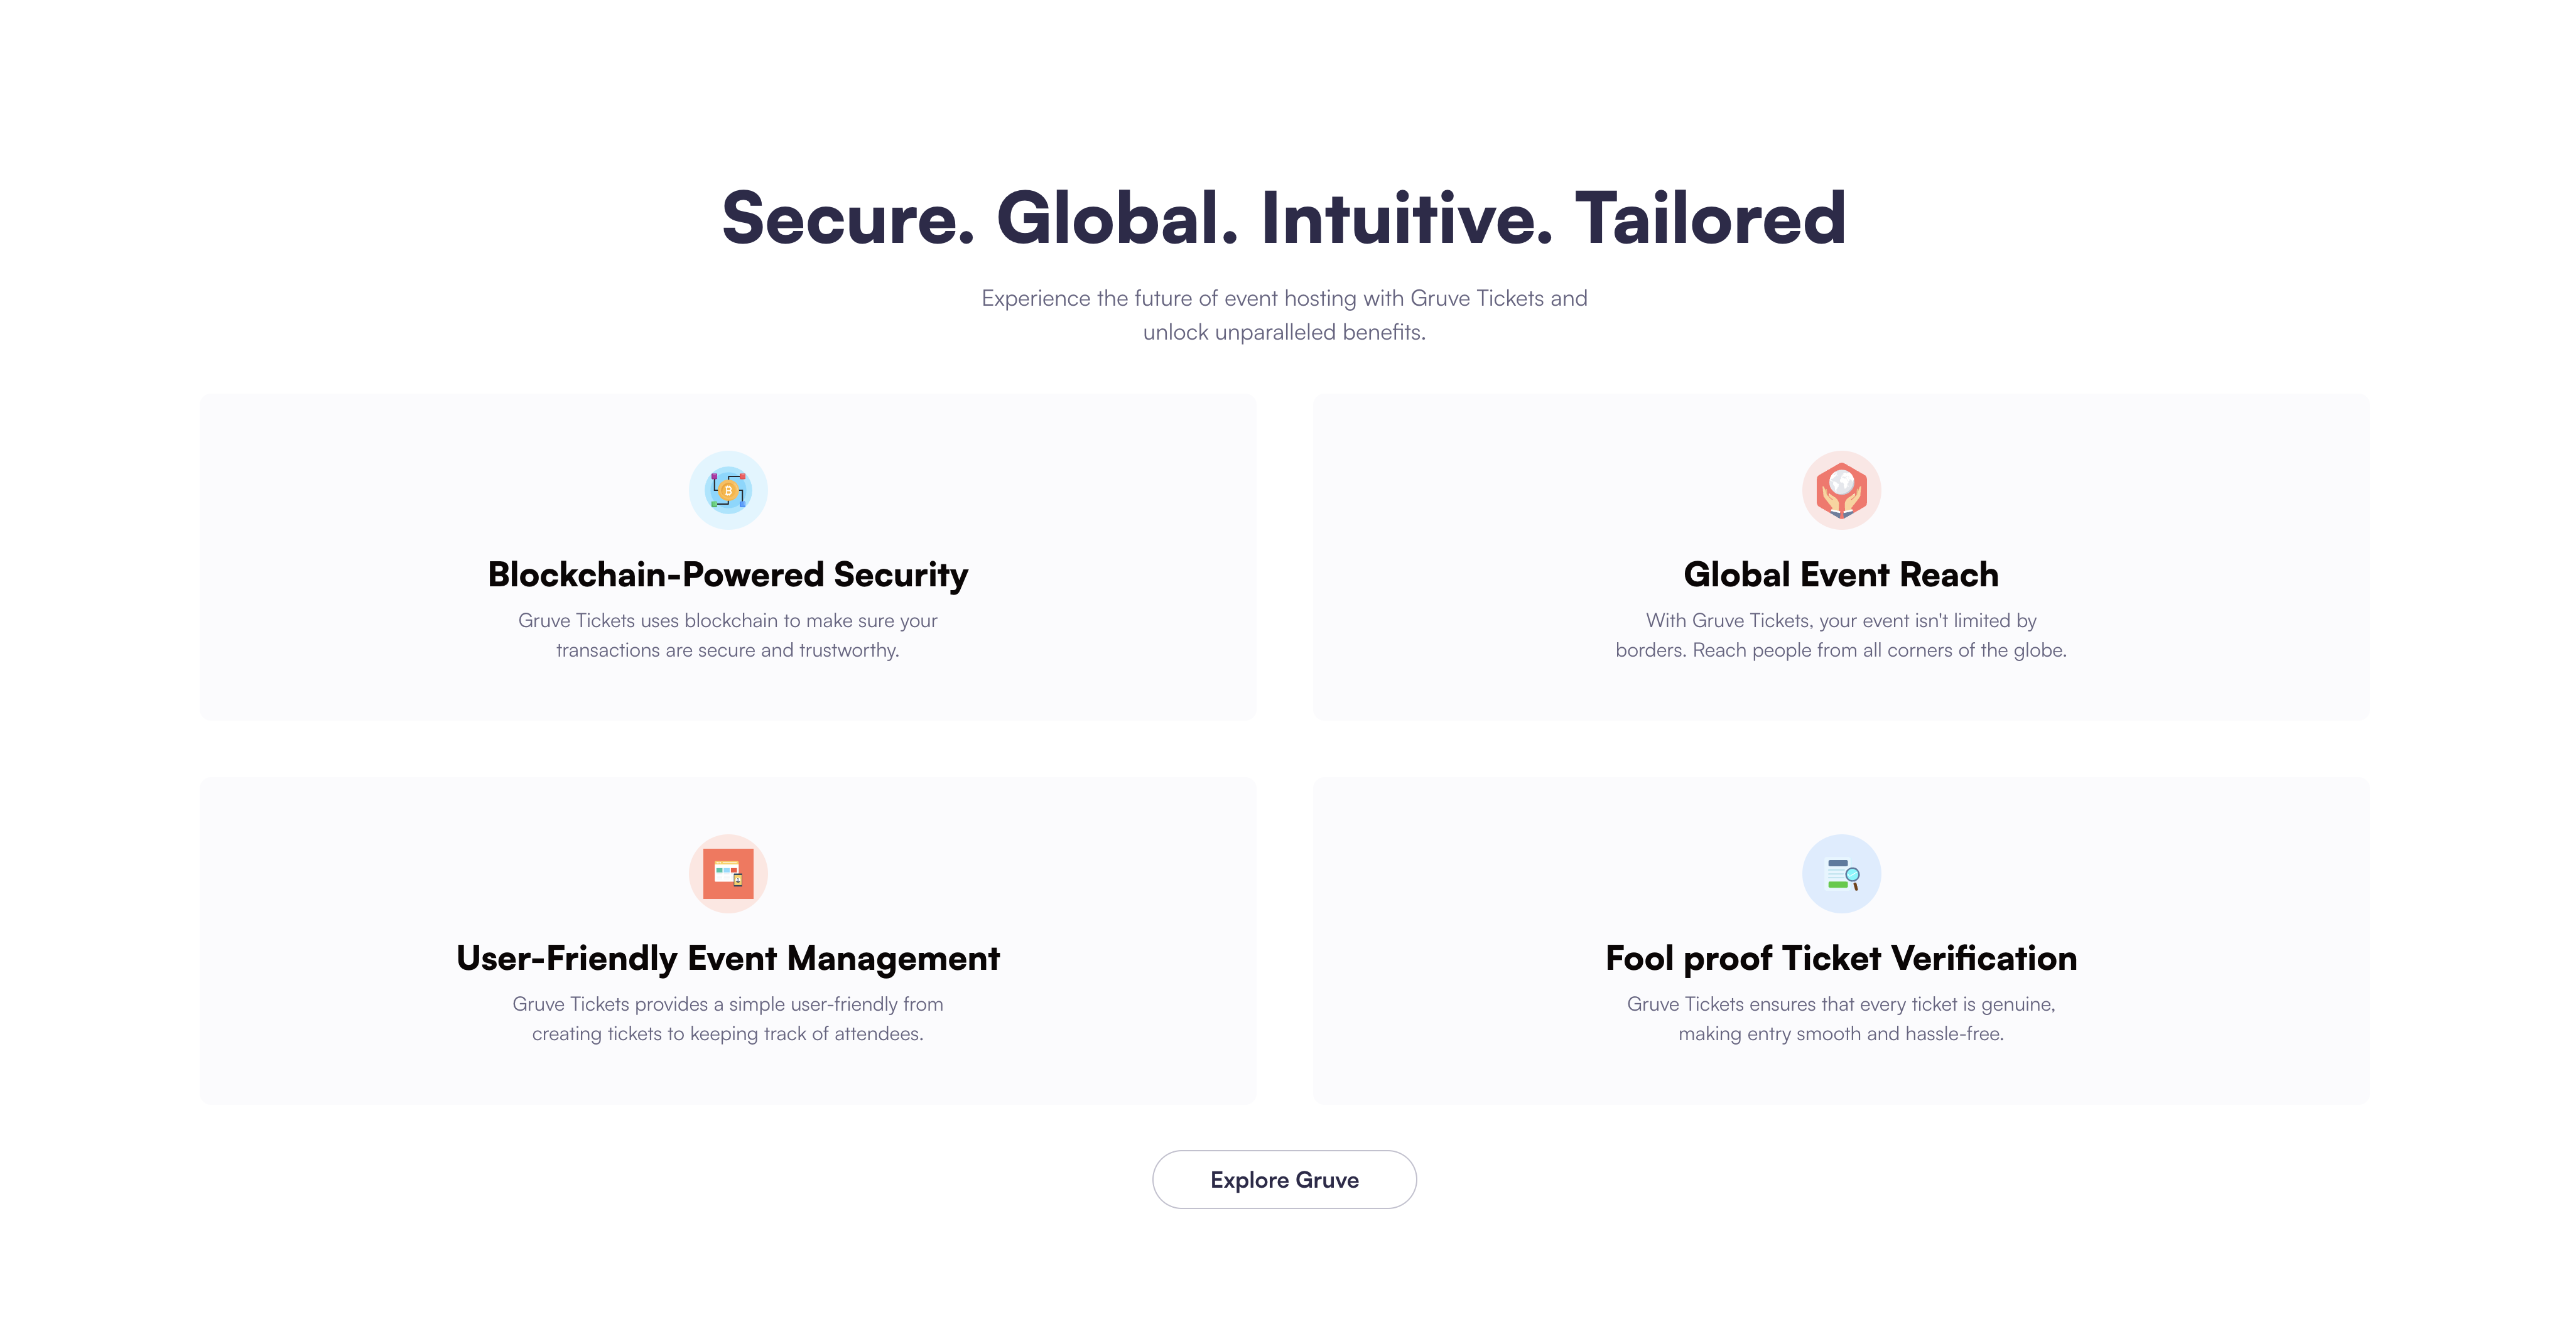 Secure. Global. Intuitive. Tailored
Experience the future of event hosting with Gruve Tickets and
unlock unparalleled benefits.
Blockchain-Powered Security
Gruve Tickets uses blockchain to make sure your
transactions are secure and trustworthy.
Global Event Reach
With Gruve Tickets, your event isn't limited by
borders. Reach people from all corners of the globe.
User-Friendly Event Management
Gruve Tickets provides a simple user-friendly from
creating tickets to keeping track of attendees.
Fool proof Ticket Verification
Gruve Tickets ensures that every ticket is genuine,
making entry smooth and hassle-free.
Explore Gruve